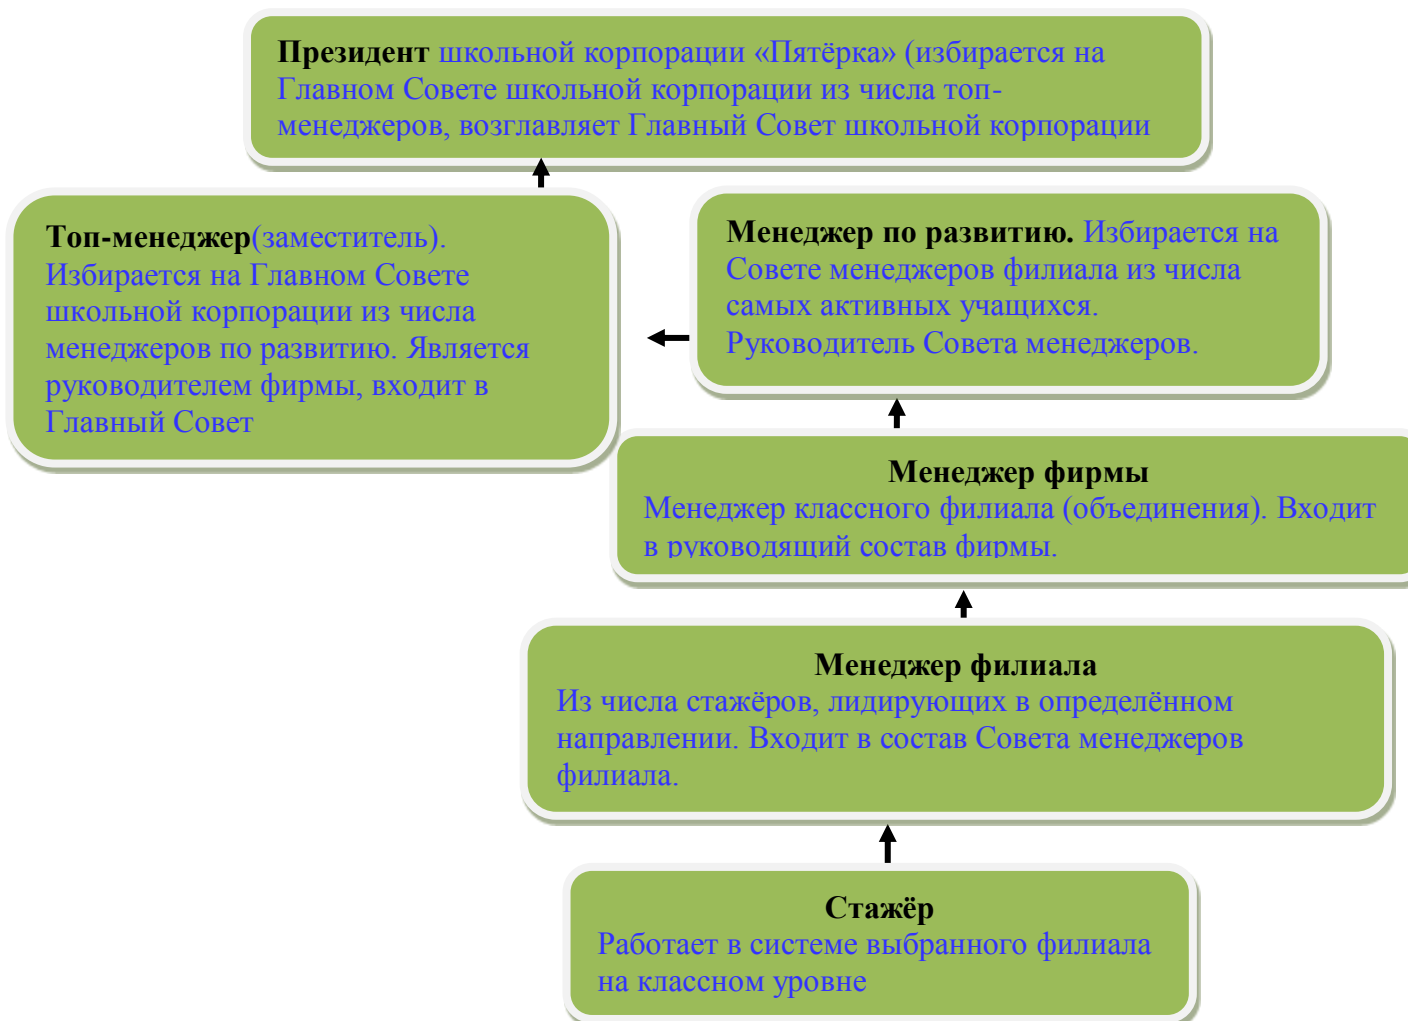 Президент школьной корпорации «Пятёрка» (избирается на
Главном Совете школьной корпорации из числа топ-
менеджеров, возглавляет Главный Совет школьной корпорации
Топ-менеджер(заместитель).
Избирается на Главном Совете
школьной корпорации из числа
менеджеров по развитию. Является
руководителем фирмы, входит в
Главный Совет
Менеджер по развитию. Избирается на
Совете менеджеров филиала из числа
самых активных учащихся.
Руководитель Совета менеджеров.
Менеджер фирмы
Менеджер классного филиала (объединения). Входит
в руководящий состав фирмы.
Менеджер филиала
Из числа стажёров, лидирующих в определённом
направлении. Входит в состав Совета менеджеров
филиала.
Стажёр
Работает в системе выбранного филиала
на классном уровне